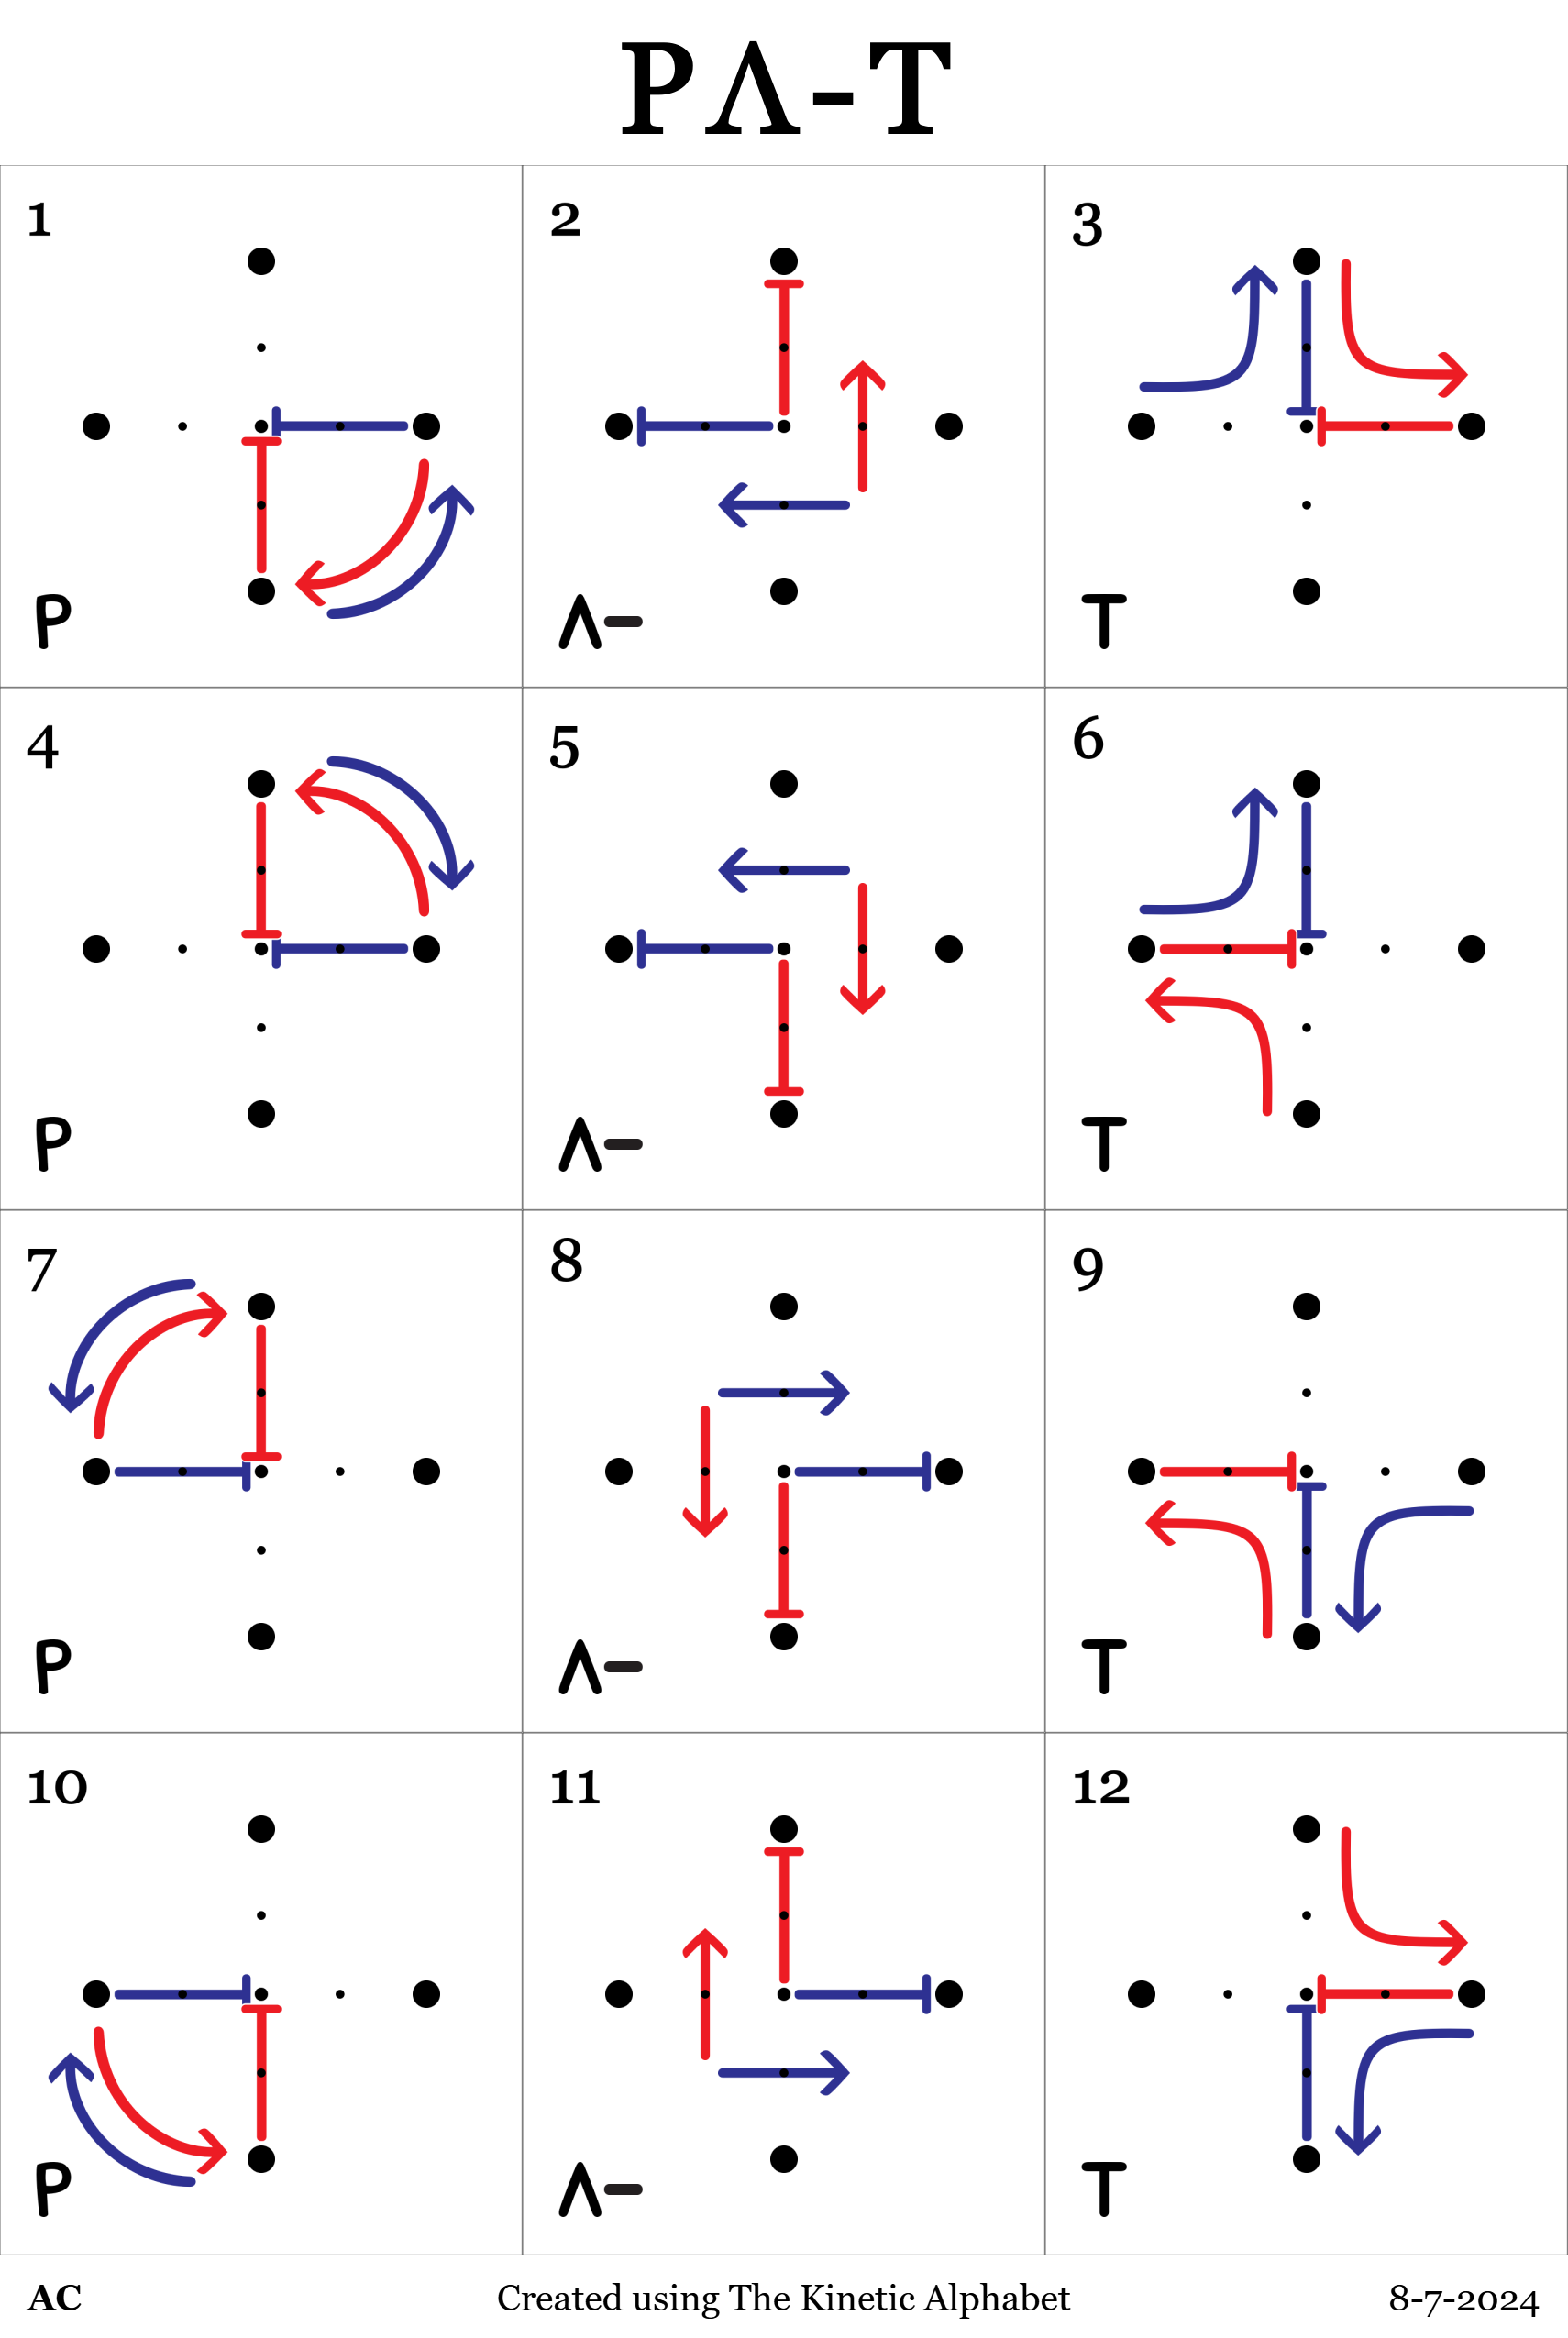 PΛ-T
1 2 3
P Λ- T
4 5 6
P Λ- T
7 8 9
P Λ- T
10 11 12
P Λ- T
AC Created using The Kinetic Alphabet 8-7-2024